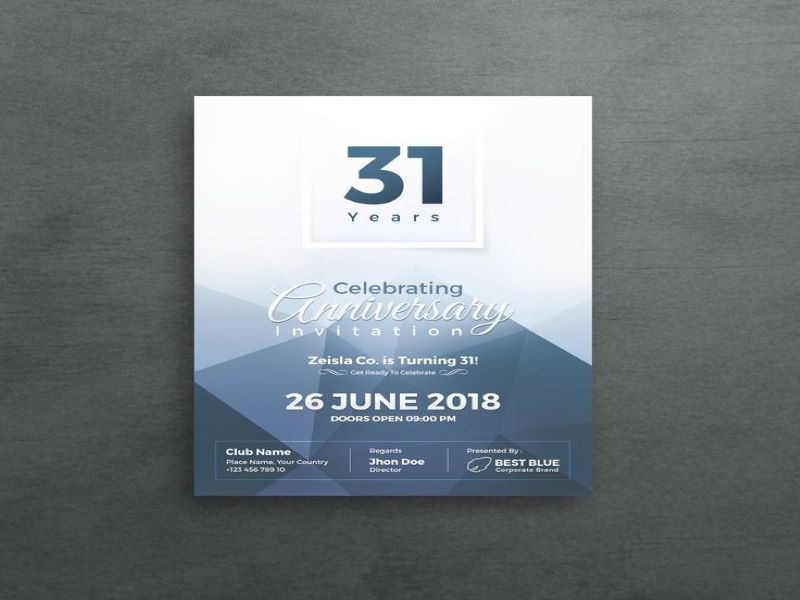 31
Years
Celebrating
Anniversary
Invitation
Zeisla Co. is Turning 31!
Get Ready To Celebrate
26 JUNE 2018
DOORS OPEN 09:00 PM
Club Name
Place Name, Your Country
+123 456 789 10
Regards
Jhon Doe
Director
Presented By :
BEST BLUE
Corporate Brand